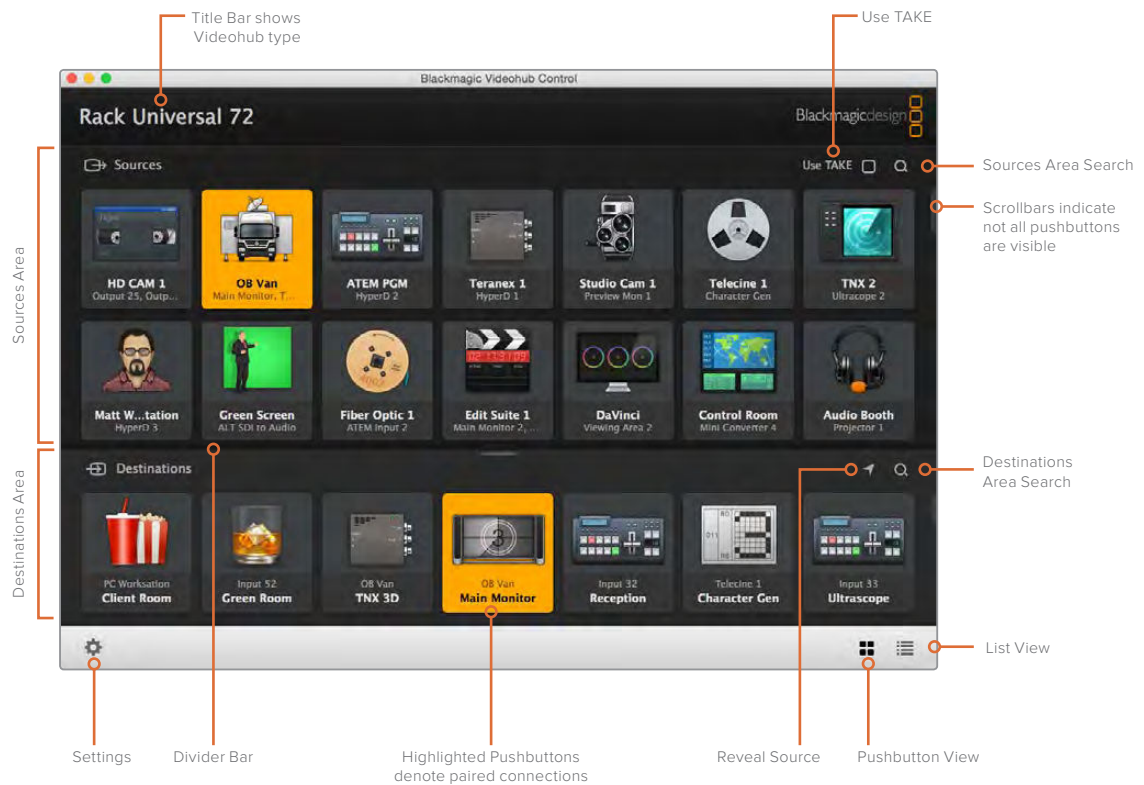 Title Bar shows
Videohub type
Use TAKE
Blackmagic Videohub Control
Rack Universal 72
Blackmagicdesign
Sources Area
Sources
Use TAKE
Sources Area Search
Scrollbars indicate
not all pushbuttons
are visible
HD CAM 1
Output 25, Outp...
OB Van
Main Monitor, T...
ATEM PGM
HyperD 2
Teranex 1
HyperD 1
Studio Cam 1
Preview Mon 1
Telecine 1
Character Gen
TNX 2
Ultrascope 2
Matt W...tation
HyperD 3
Green Screen
ALT SDI to Audio
Fiber Optic 1
ATEM Input 2
Edit Suite 1
Main Monitor 2, ...
DaVinci
Viewing Area 2
Control Room
Mini Converter 4
Audio Booth
Projector 1
Destinations Area
Destinations
Destinations
Area Search
3
PC Worksation
Client Room
Input 52
Green Room
OB Van
TNX 3D
OB Van
Main Monitor
Input 32
Reception
Telecine 1
Character Gen
Input 33
Ultrascope
List View
Settings
Divider Bar
Highlighted Pushbuttons
denote paired connections
Reveal Source
Pushbutton View